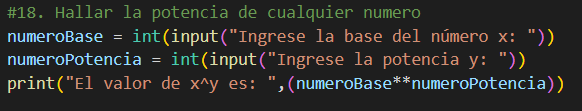 #18. Hallar la potencia de cualquier numero
numeroBase = int(input("Ingrese la base del número x: "))
numeroPotencia = int(input("Ingrese la potencia y: "))
print("El valor de x^y es: ",(numeroBase**numeroPotencia))